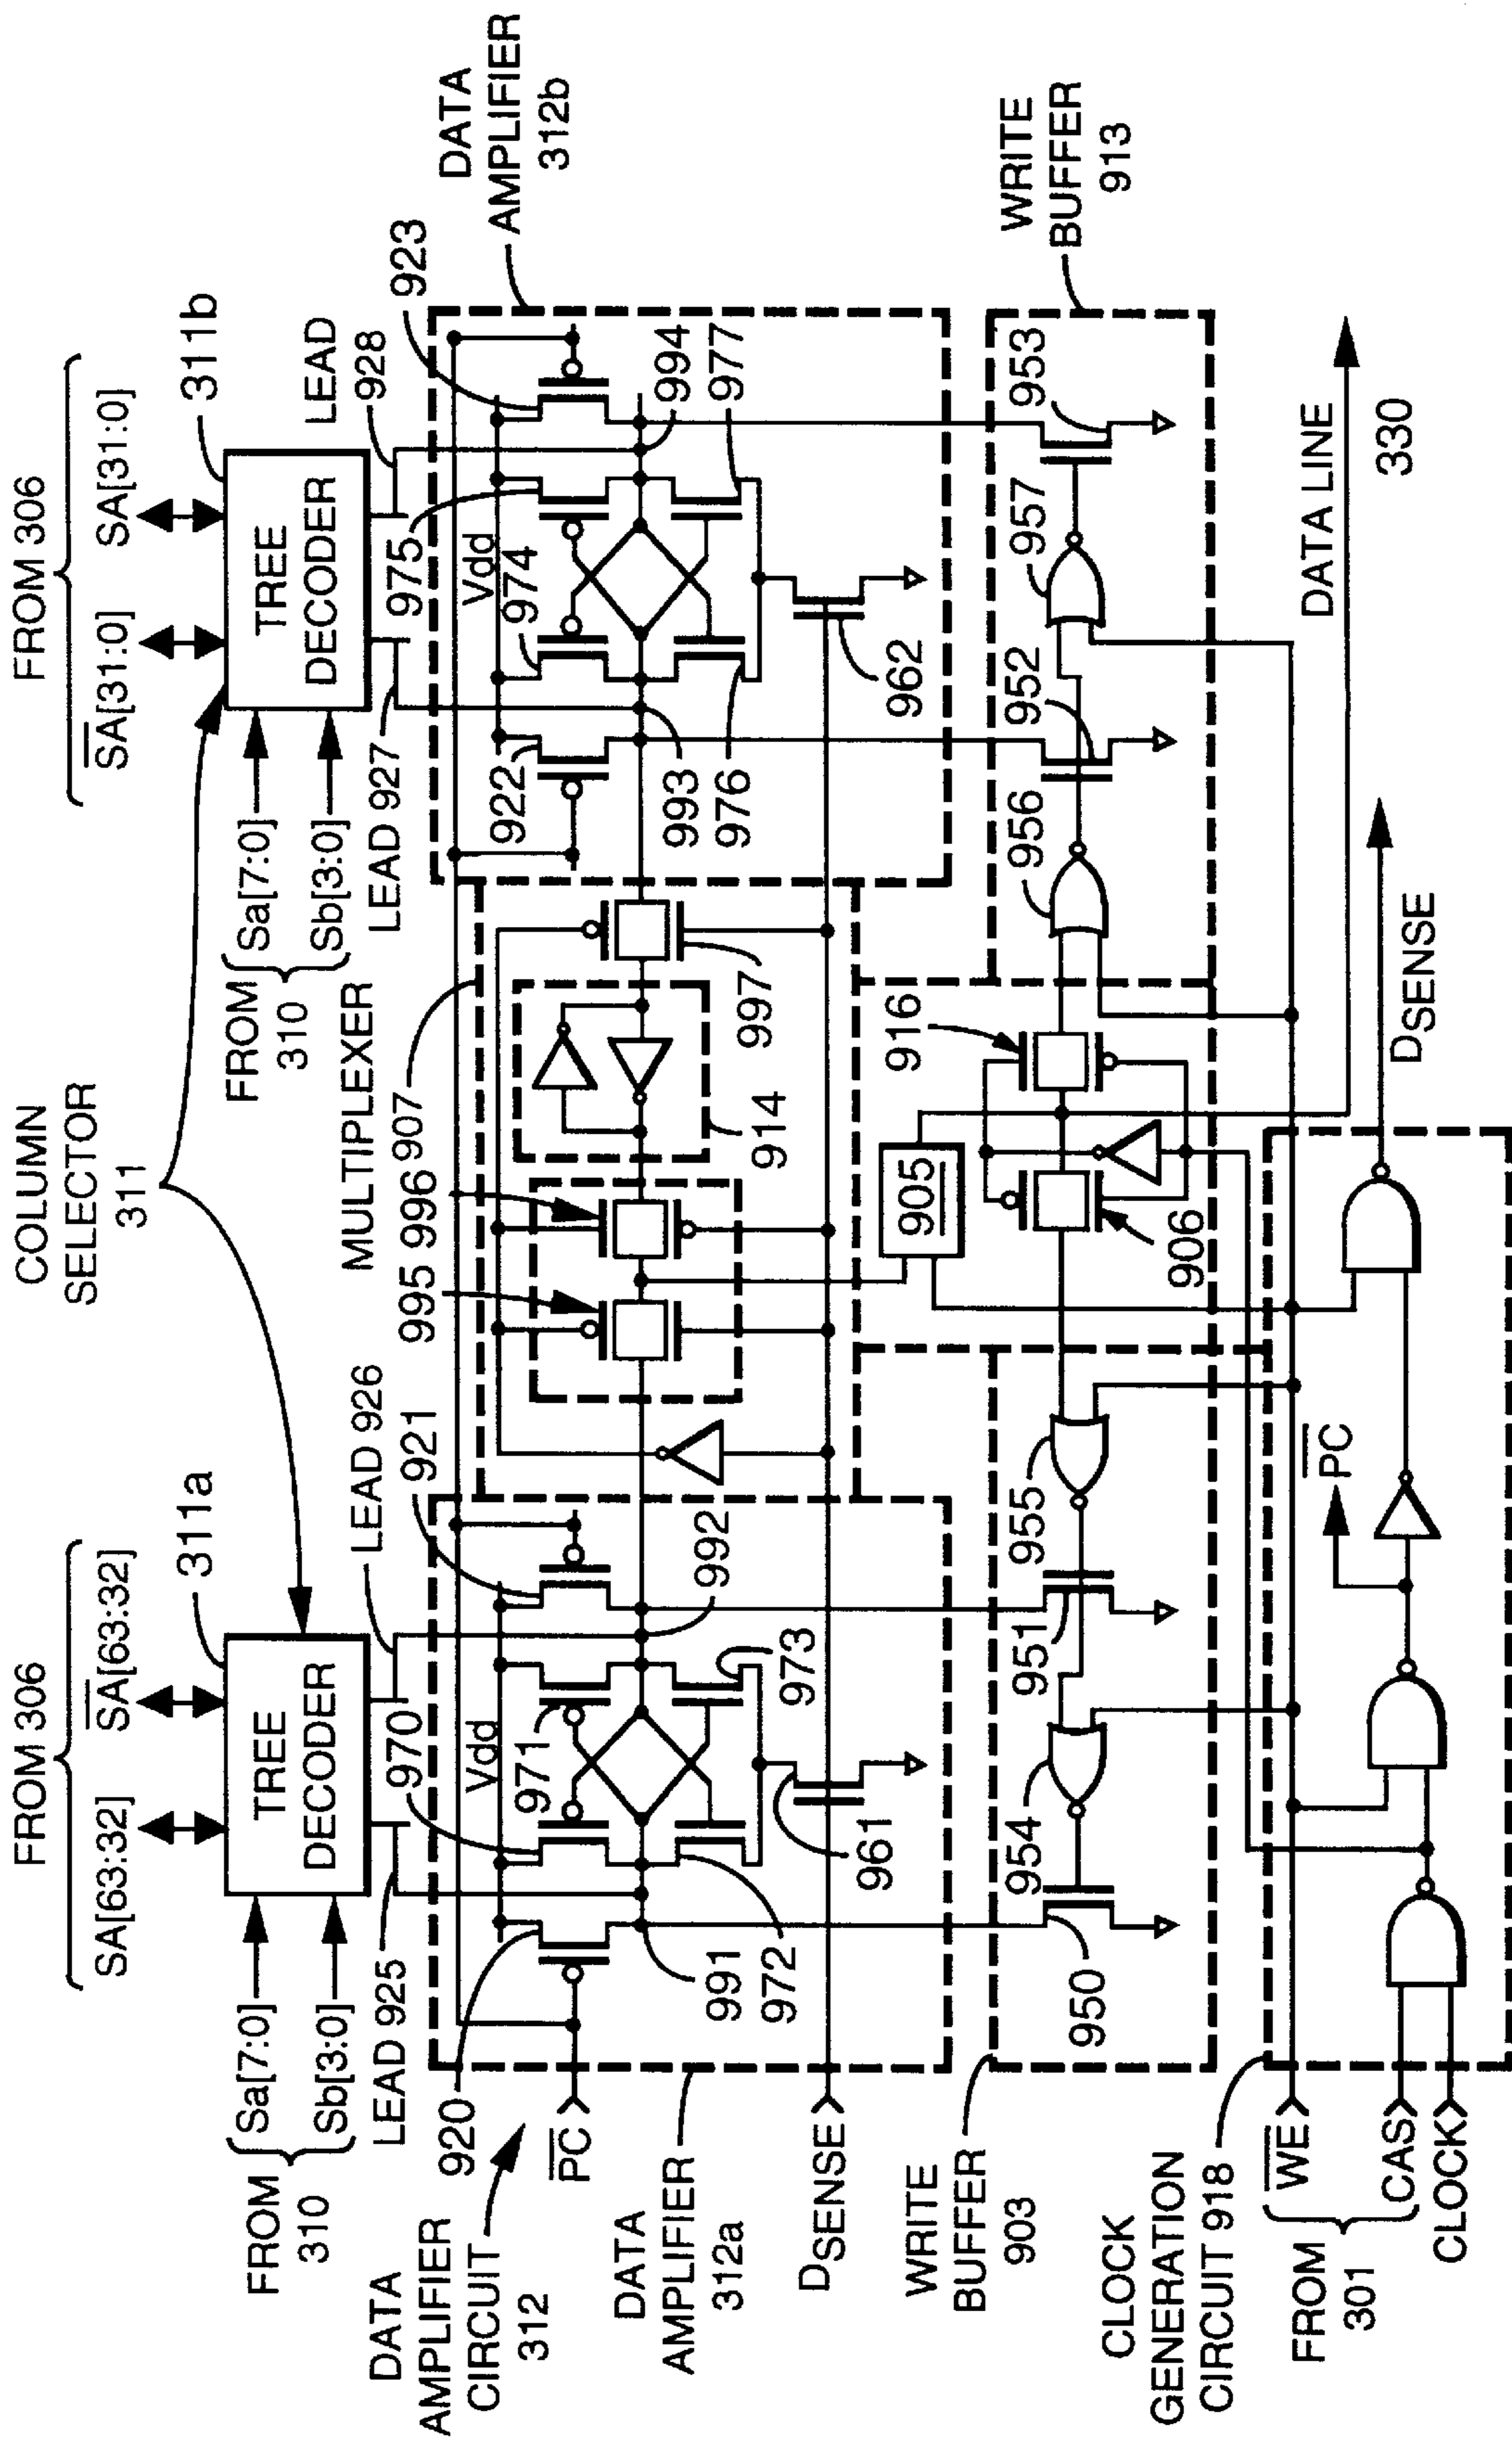 COLUMN
SELECTOR
311
FROM 306
SA[63:32]
S̅A[63:32]
FROM 306
S̅A[31:0]
SA[31:0]
311a
311b
TREE
DECODER
TREE
DECODER
Sa[7:0]
Sb[3:0]
FROM
310
Sa[7:0]
Sb[3:0]
FROM
310
LEAD 925
LEAD 926
LEAD 927
LEAD
928
MULTIPLEXER
907
DATA
AMPLIFIER
312b
920
970
921
Vdd
971
995
996
922
974
Vdd
975
923
DATA
AMPLIFIER
CIRCUIT
312
P̅C̅
991
972
992
973
914
997
993
976
994
977
DATA
AMPLIFIER
312a
DSENSE
961
962
905
WRITE
BUFFER
903
954
951
955
916
956
952
957
953
WRITE
BUFFER
913
950
906
CLOCK
GENERATION
CIRCUIT 918
P̅C̅
DATA LINE
330
DSENSE
W̅E̅
CAS
CLOCK
FROM
301